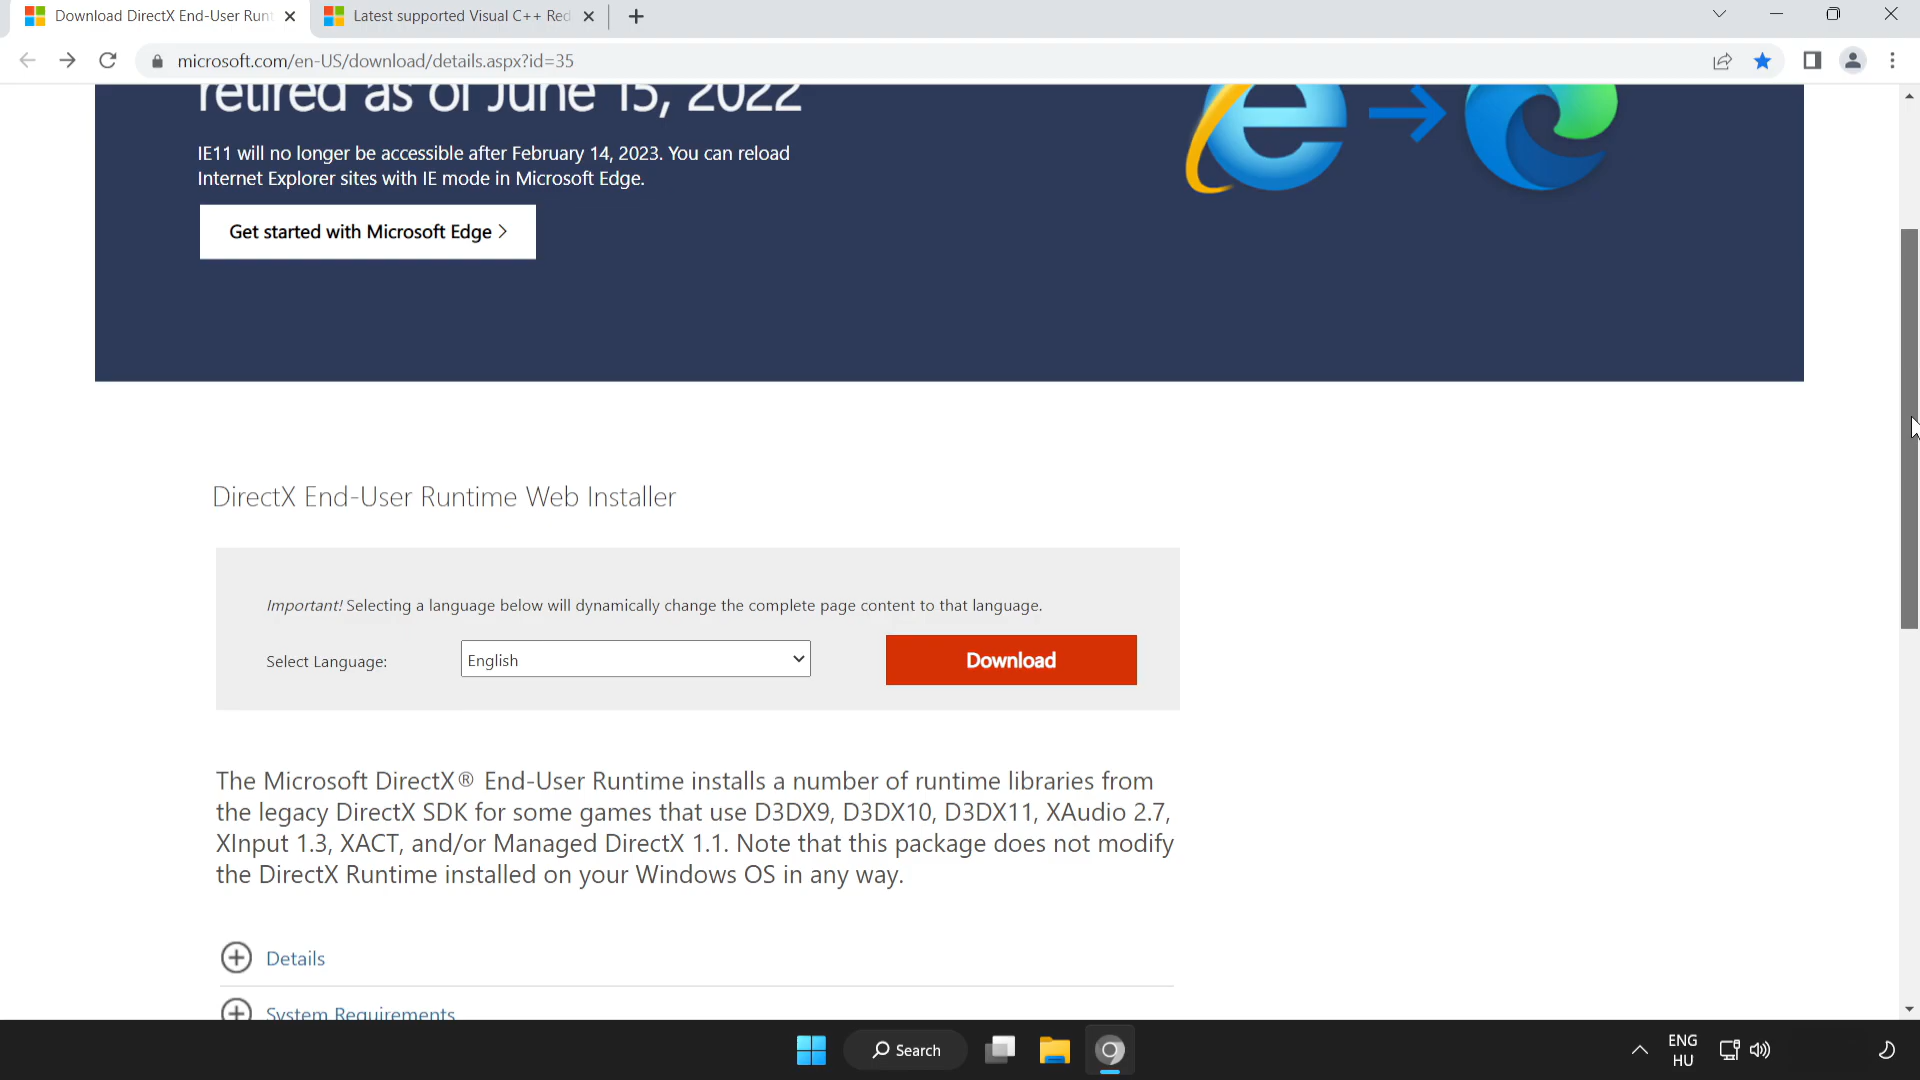 Download DirectX End-User Runt
Latest supported Visual C++ Red
microsoft.com/en-US/download/details.aspx?id=35
retired as of June 15, 2022
IE11 will no longer be accessible after February 14, 2023. You can reload
Internet Explorer sites with IE mode in Microsoft Edge.
Get started with Microsoft Edge >
DirectX End-User Runtime Web Installer
Important! Selecting a language below will dynamically change the complete page content to that language.
Select Language:
English
Download
The Microsoft DirectX® End-User Runtime installs a number of runtime libraries from
the legacy DirectX SDK for some games that use D3DX9, D3DX10, D3DX11, XAudio 2.7,
XInput 1.3, XACT, and/or Managed DirectX 1.1. Note that this package does not modify
the DirectX Runtime installed on your Windows OS in any way.
Details
System Requirements
Search
ENG
HU